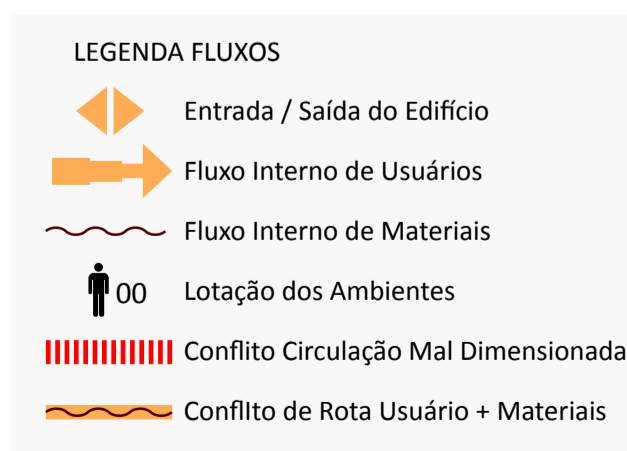 LEGENDA FLUXOS
Entrada / Saída do Edifício
Fluxo Interno de Usuários
Fluxo Interno de Materiais
00 Lotação dos Ambientes
Conflito Circulação Mal Dimensionada
ConflIto de Rota Usuário + Materiais